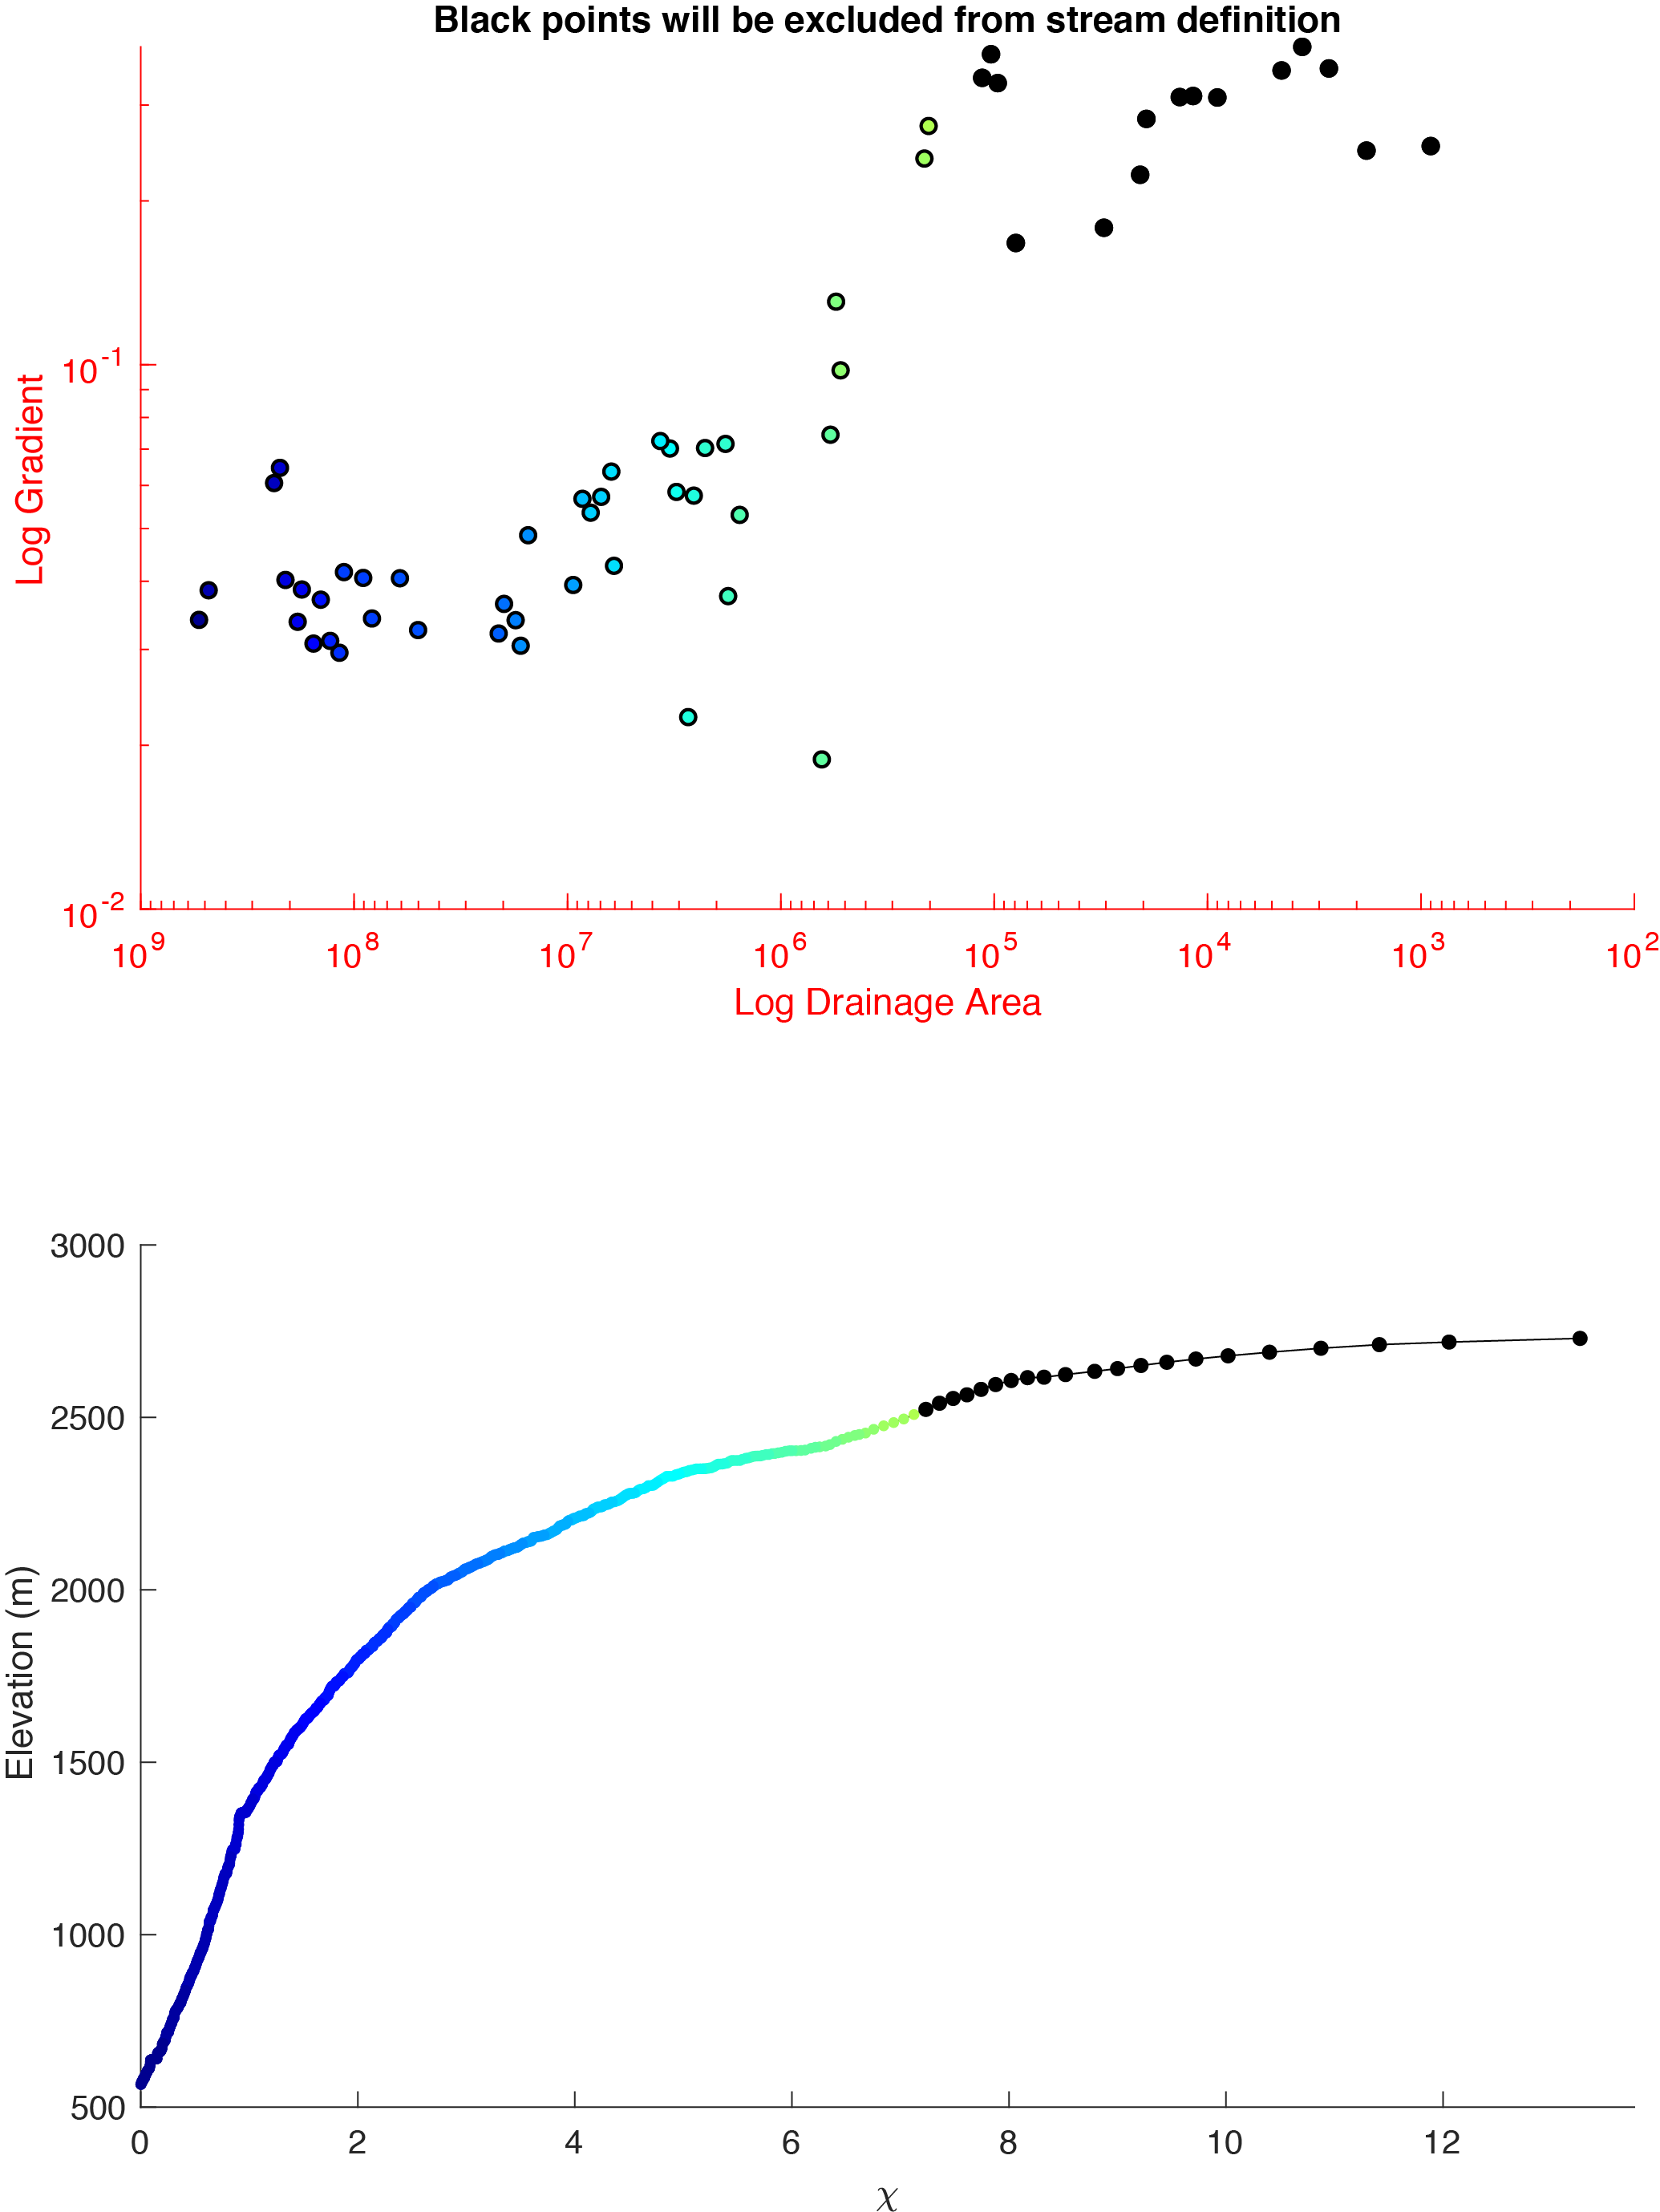 Black points will be excluded from stream definition
Log Gradient
10^-1
10^-2
10^9 10^8 10^7 10^6 10^5 10^4 10^3 10^2
Log Drainage Area
Elevation (m)
3000
2500
2000
1500
1000
500
0 2 4 6 8 10 12
χ